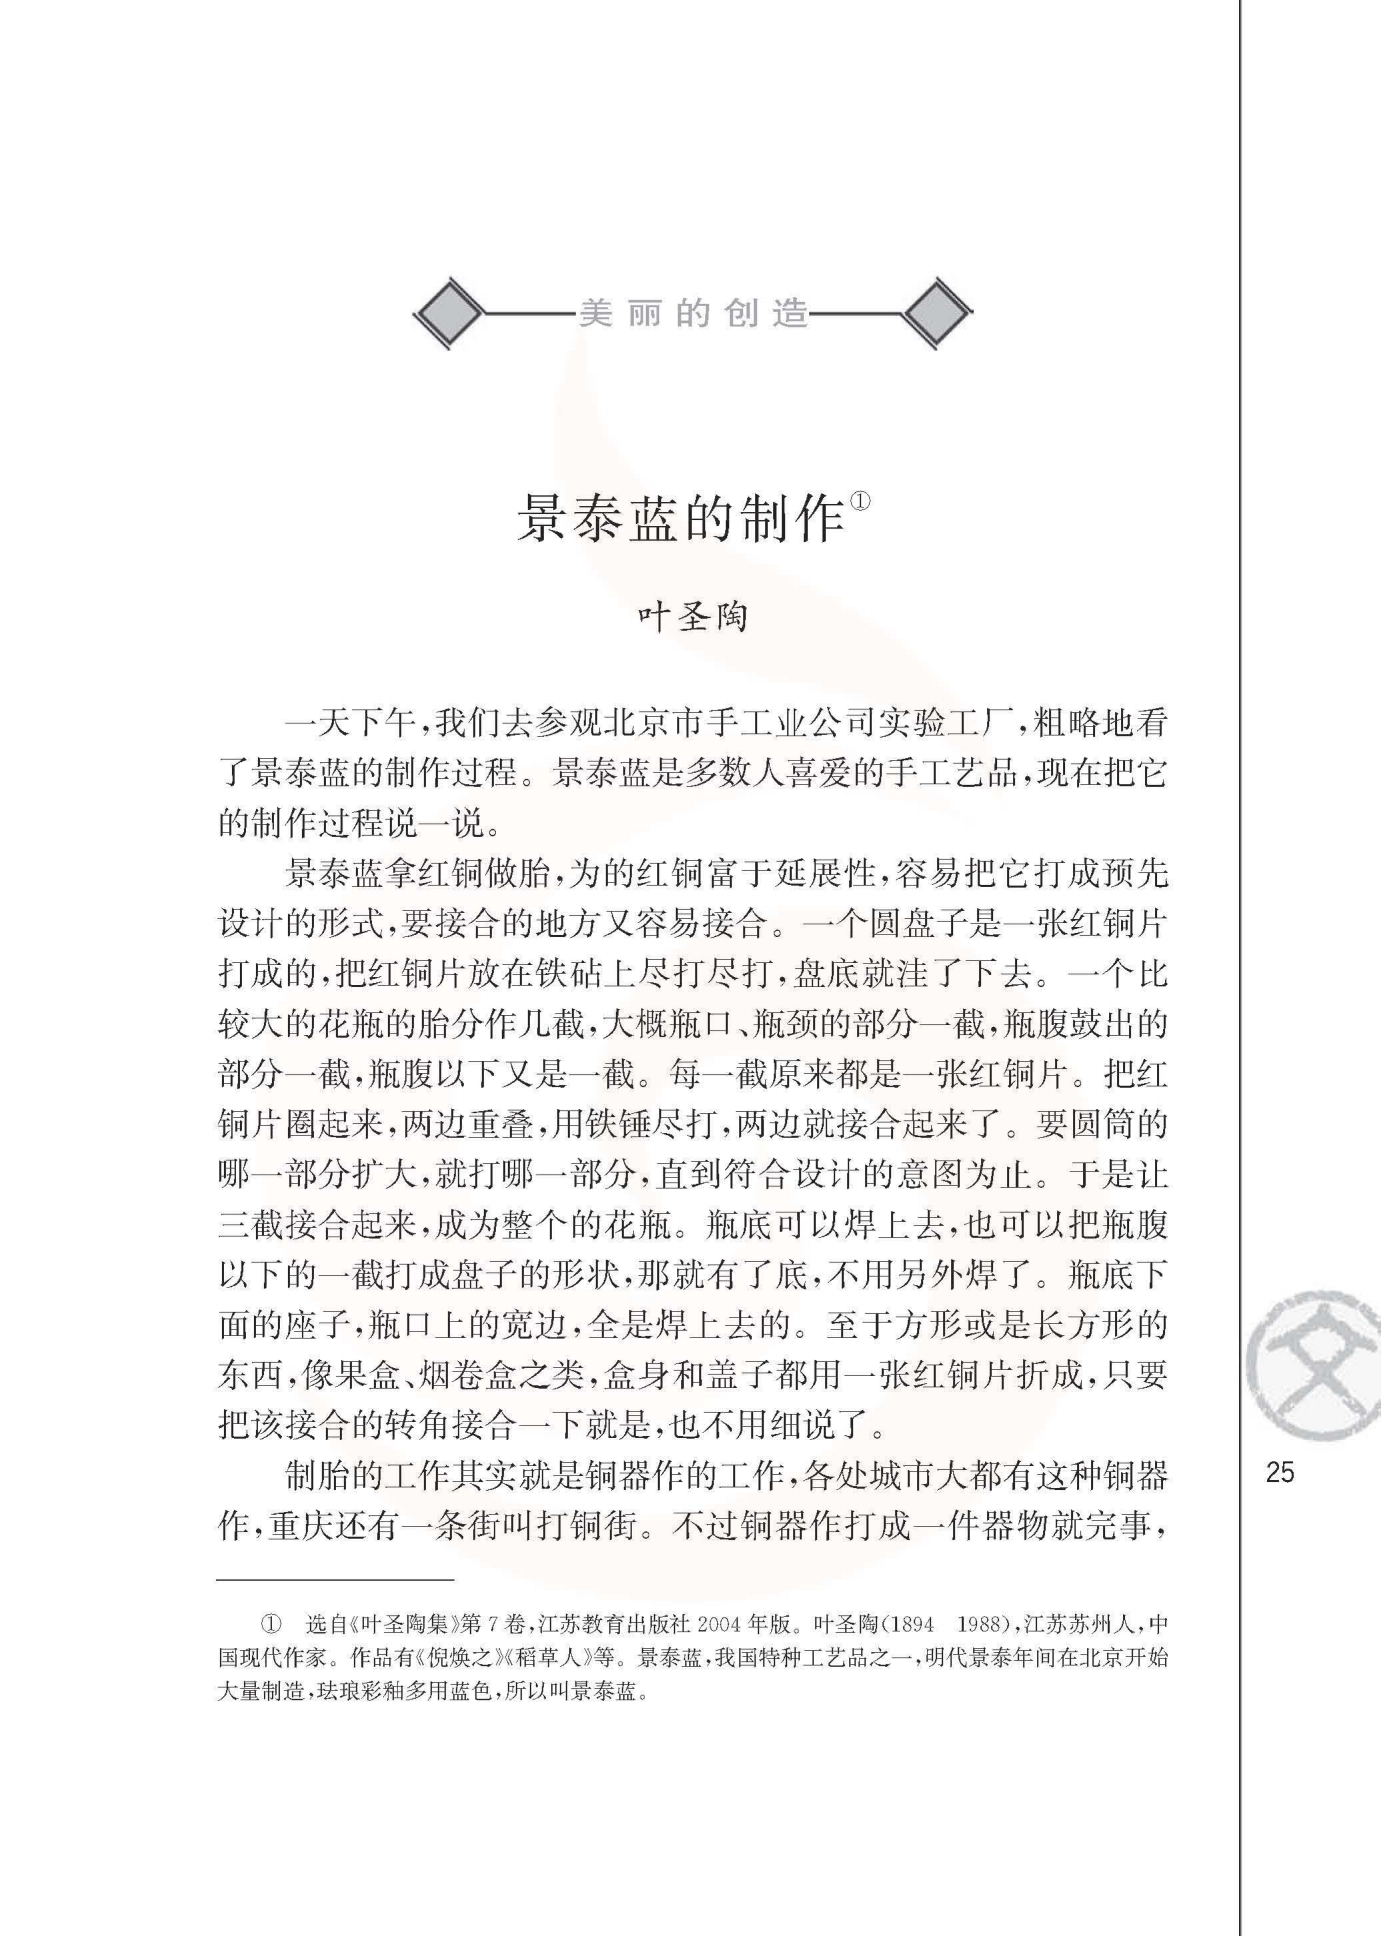 美丽的创造
景泰蓝的制作①
叶圣陶
一天下午,我们去参观北京市手工业公司实验工厂,粗略地看
了景泰蓝的制作过程。景泰蓝是多数人喜爱的手工艺品,现在把它
的制作过程说一说。
景泰蓝拿红铜做胎,为的红铜富于延展性,容易把它打成预先
设计的形式,要接合的地方又容易接合。一个圆盘子是一张红铜片
打成的,把红铜片放在铁砧上尽打尽打,盘底就洼了下去。一个比
较大的花瓶的胎分作几截,大概瓶口、瓶颈的部分一截,瓶腹鼓出的
部分一截,瓶腹以下又是一截。每一截原来都是一张红铜片。把红
铜片圈起来,两边重叠,用铁锤尽打,两边就接合起来了。要圆筒的
哪一部分扩大,就打哪一部分,直到符合设计的意图为止。于是让
三截接合起来,成为整个的花瓶。瓶底可以焊上去,也可以把瓶腹
以下的一截打成盘子的形状,那就有了底,不用另外焊了。瓶底下
面的座子,瓶口上的宽边,全是焊上去的。至于方形或是长方形的
东西,像果盒、烟卷盒之类,盒身和盖子都用一张红铜片折成,只要
把该接合的转角接合一下就是,也不用细说了。
制胎的工作其实就是铜器作的工作,各处城市大都有这种铜器
作,重庆还有一条街叫打铜街。不过铜器作打成一件器物就完事,
① 选自《叶圣陶集》第 7 卷,江苏教育出版社 2004 年版。叶圣陶(1894 1988),江苏苏州人,中
国现代作家。作品有《倪焕之》《稻草人》等。景泰蓝,我国特种工艺品之一,明代景泰年间在北京开始
大量制造,珐琅彩釉多用蓝色,所以叫景泰蓝。
文
25